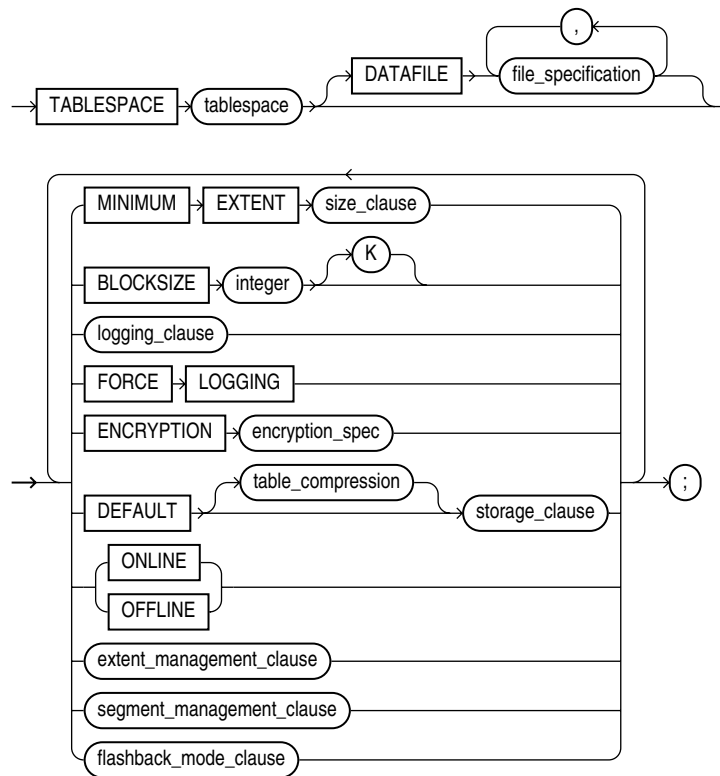 ,
DATAFILE file_specification
TABLESPACE tablespace
MINIMUM EXTENT size_clause
K
BLOCKSIZE integer
logging_clause
FORCE LOGGING
ENCRYPTION encryption_spec
table_compression
;
DEFAULT storage_clause
ONLINE
OFFLINE
extent_management_clause
segment_management_clause
flashback_mode_clause